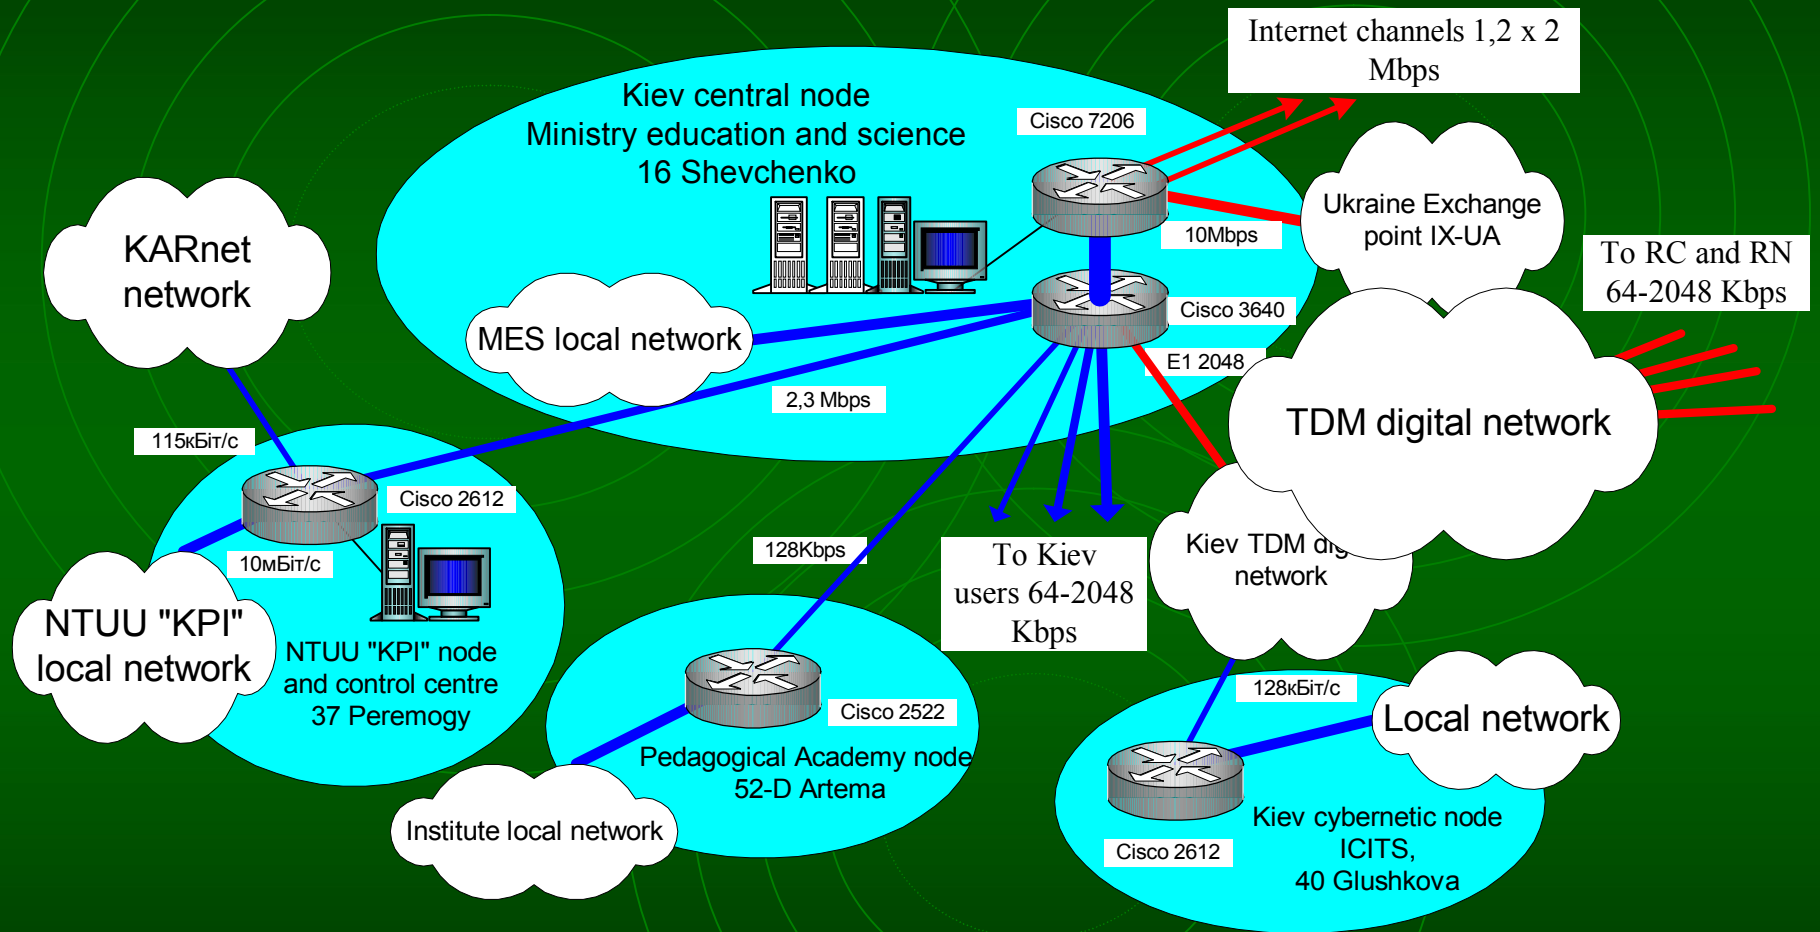 Internet channels 1,2 x 2
Mbps
Kiev central node
Ministry education and science
16 Shevchenko
Cisco 7206
Ukraine Exchange
point IX-UA
10Mbps
To RC and RN
64-2048 Kbps
KARnet
network
MES local network
Cisco 3640
E1 2048
2,3 Mbps
TDM digital network
115кБіт/с
Cisco 2612
10мБіт/с
128Kbps
To Kiev
users 64-2048
Kbps
Kiev TDM dig
network
NTUU "KPI"
local network
NTUU "KPI" node
and control centre
37 Peremogy
128кБіт/с
Local network
Cisco 2522
Pedagogical Academy node
52-D Artema
Institute local network
Cisco 2612
Kiev cybernetic node
ICITS,
40 Glushkova